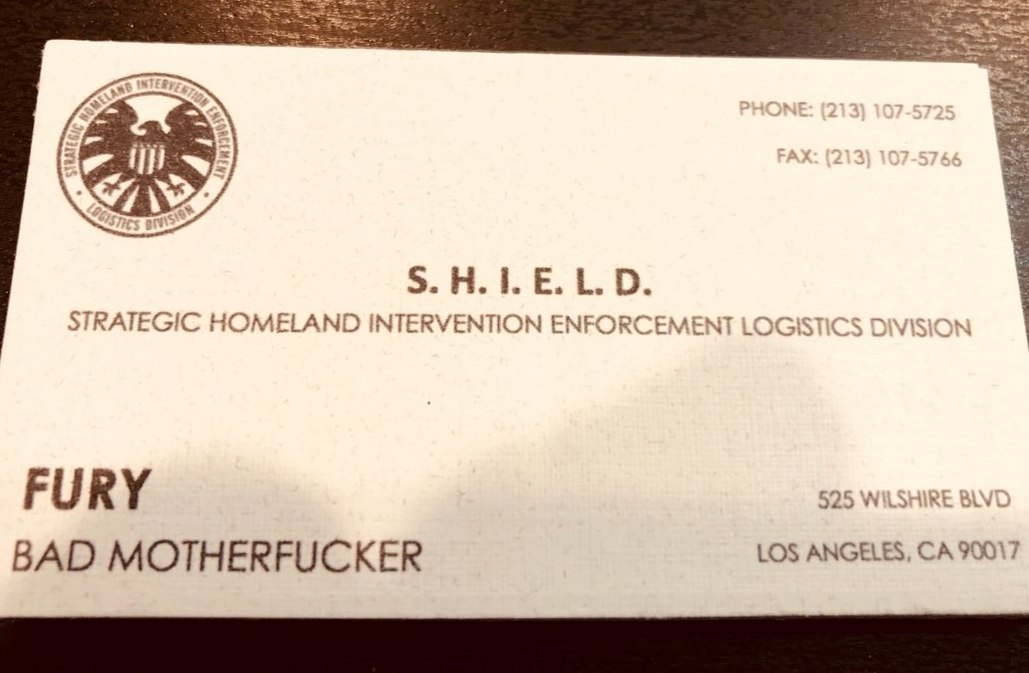 STRATEGIC HOMELAND INTERVENTION ENFORCEMENT
LOGISTICS DIVISION
PHONE: (213) 107-5725
FAX: (213) 107-5766
S. H. I. E. L. D.
STRATEGIC HOMELAND INTERVENTION ENFORCEMENT LOGISTICS DIVISION
FURY
BAD MOTHERFUCKER
525 WILSHIRE BLVD
LOS ANGELES, CA 90017